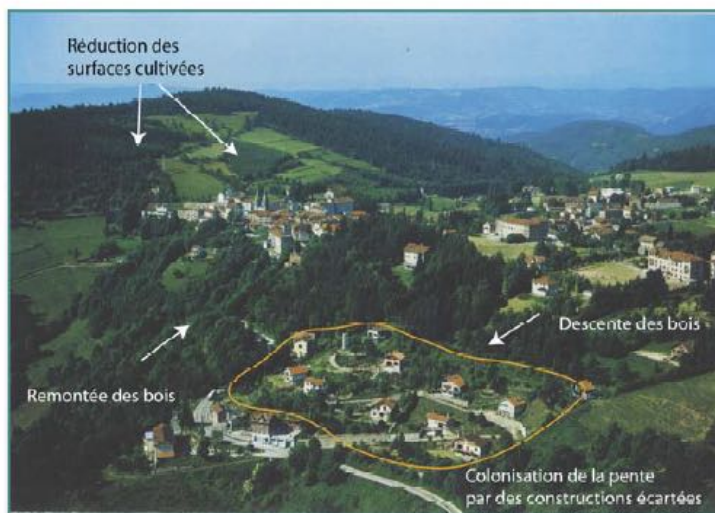 Réduction des
surfaces cultivées
Descente des bois
Remontée des bois
Colonisation de la pente
par des constructions écartées